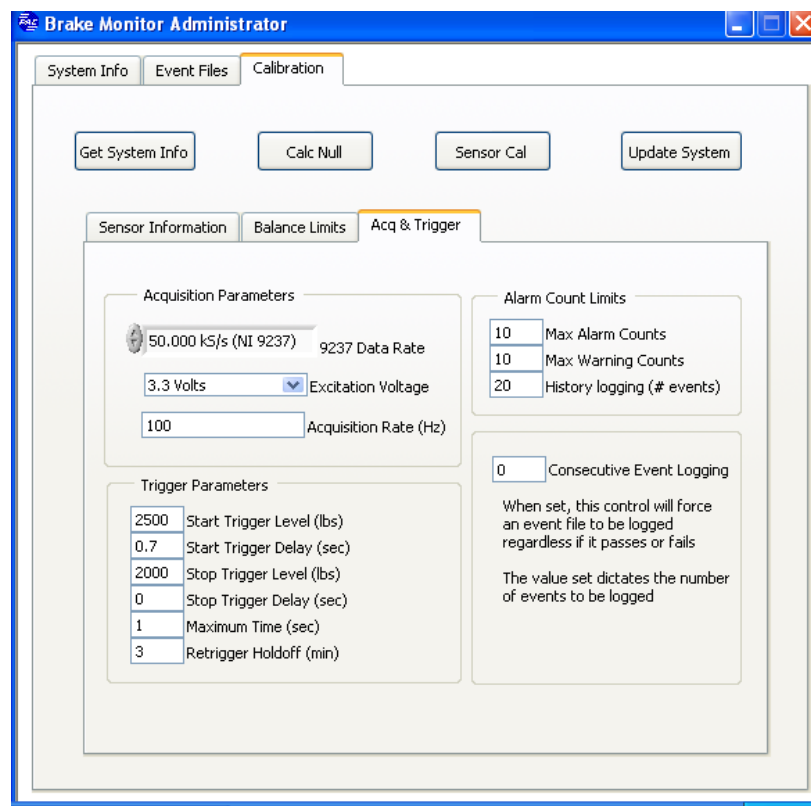 PAC Brake Monitor Administrator
System Info Event Files Calibration
Get System Info Calc Null Sensor Cal Update System
Sensor Information Balance Limits Acq & Trigger
Acquisition Parameters
50.000 kS/s (NI 9237) 9237 Data Rate
3.3 Volts Excitation Voltage
100 Acquisition Rate (Hz)
Trigger Parameters
2500 Start Trigger Level (lbs)
0.7 Start Trigger Delay (sec)
2000 Stop Trigger Level (lbs)
0 Stop Trigger Delay (sec)
1 Maximum Time (sec)
3 Retrigger Holdoff (min)
Alarm Count Limits
10 Max Alarm Counts
10 Max Warning Counts
20 History logging (# events)
0 Consecutive Event Logging
When set, this control will force
an event file to be logged
regardless if it passes or fails
The value set dictates the number
of events to be logged